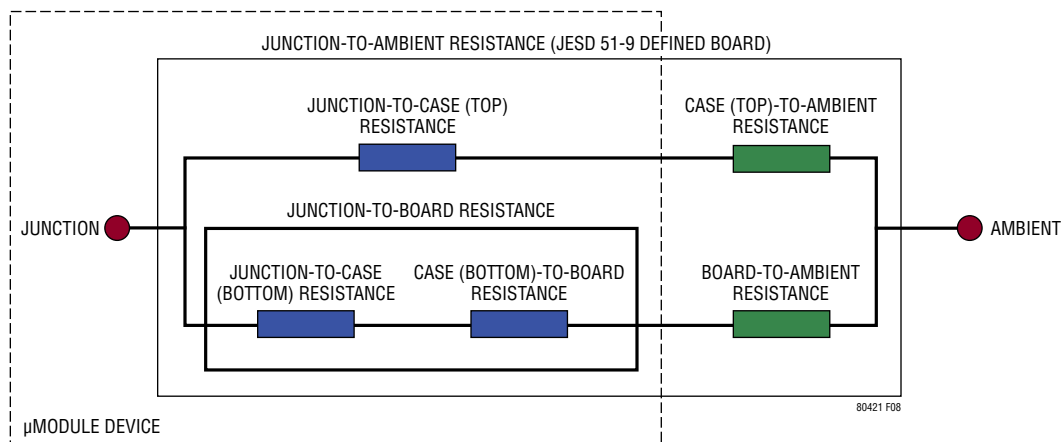 JUNCTION-TO-AMBIENT RESISTANCE (JESD 51-9 DEFINED BOARD)
JUNCTION-TO-CASE (TOP)
RESISTANCE
CASE (TOP)-TO-AMBIENT
RESISTANCE
JUNCTION-TO-BOARD RESISTANCE
JUNCTION
AMBIENT
JUNCTION-TO-CASE
(BOTTOM) RESISTANCE
CASE (BOTTOM)-TO-BOARD
RESISTANCE
BOARD-TO-AMBIENT
RESISTANCE
80421 F08
µMODULE DEVICE